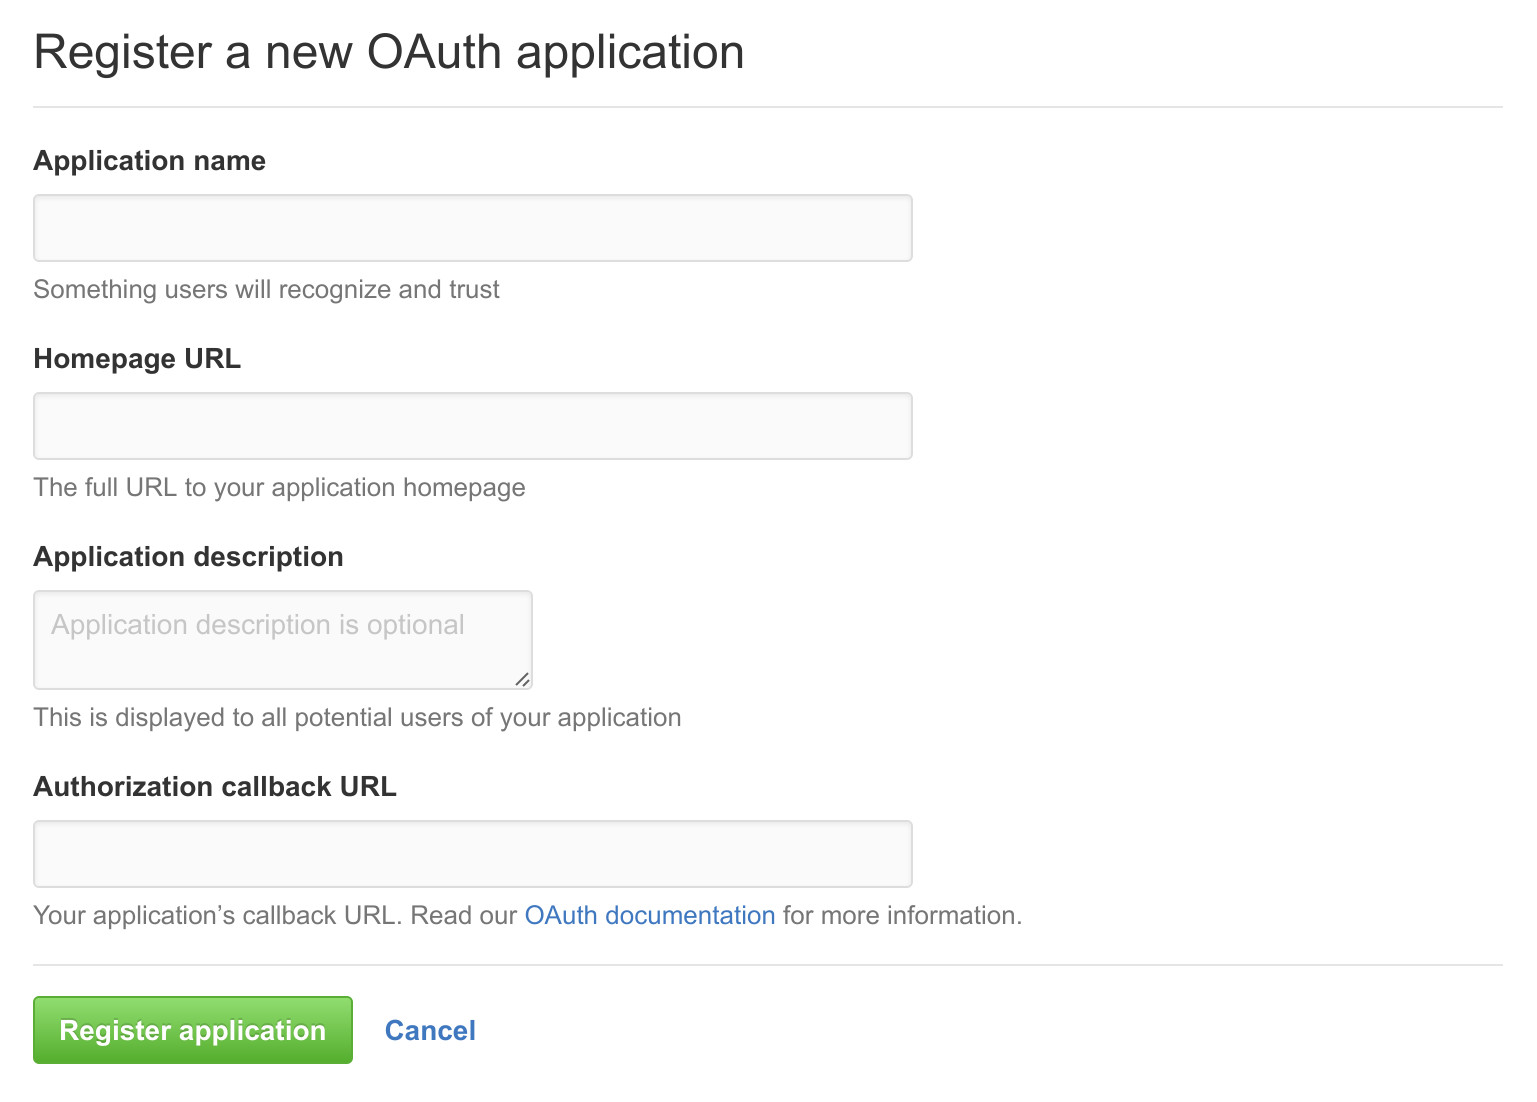 Register a new OAuth application
Application name
Something users will recognize and trust
Homepage URL
The full URL to your application homepage
Application description
Application description is optional
This is displayed to all potential users of your application
Authorization callback URL
Your application’s callback URL. Read our OAuth documentation for more information.
Register application Cancel